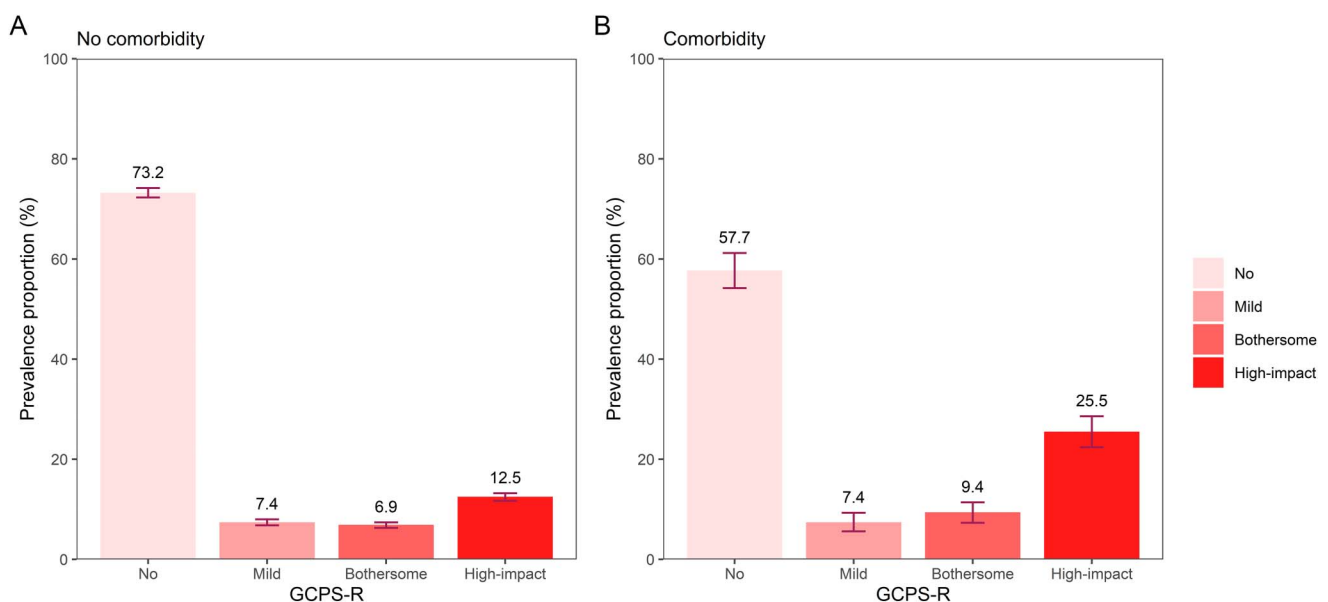 A
No comorbidity
Prevalence proportion (%)
100
80
60
40
20
0
73.2
7.4
6.9
12.5
No
Mild
Bothersome
High-impact
GCPS-R
B
Comorbidity
Prevalence proportion (%)
100
80
60
40
20
0
57.7
7.4
9.4
25.5
No
Mild
Bothersome
High-impact
GCPS-R
No
Mild
Bothersome
High-impact